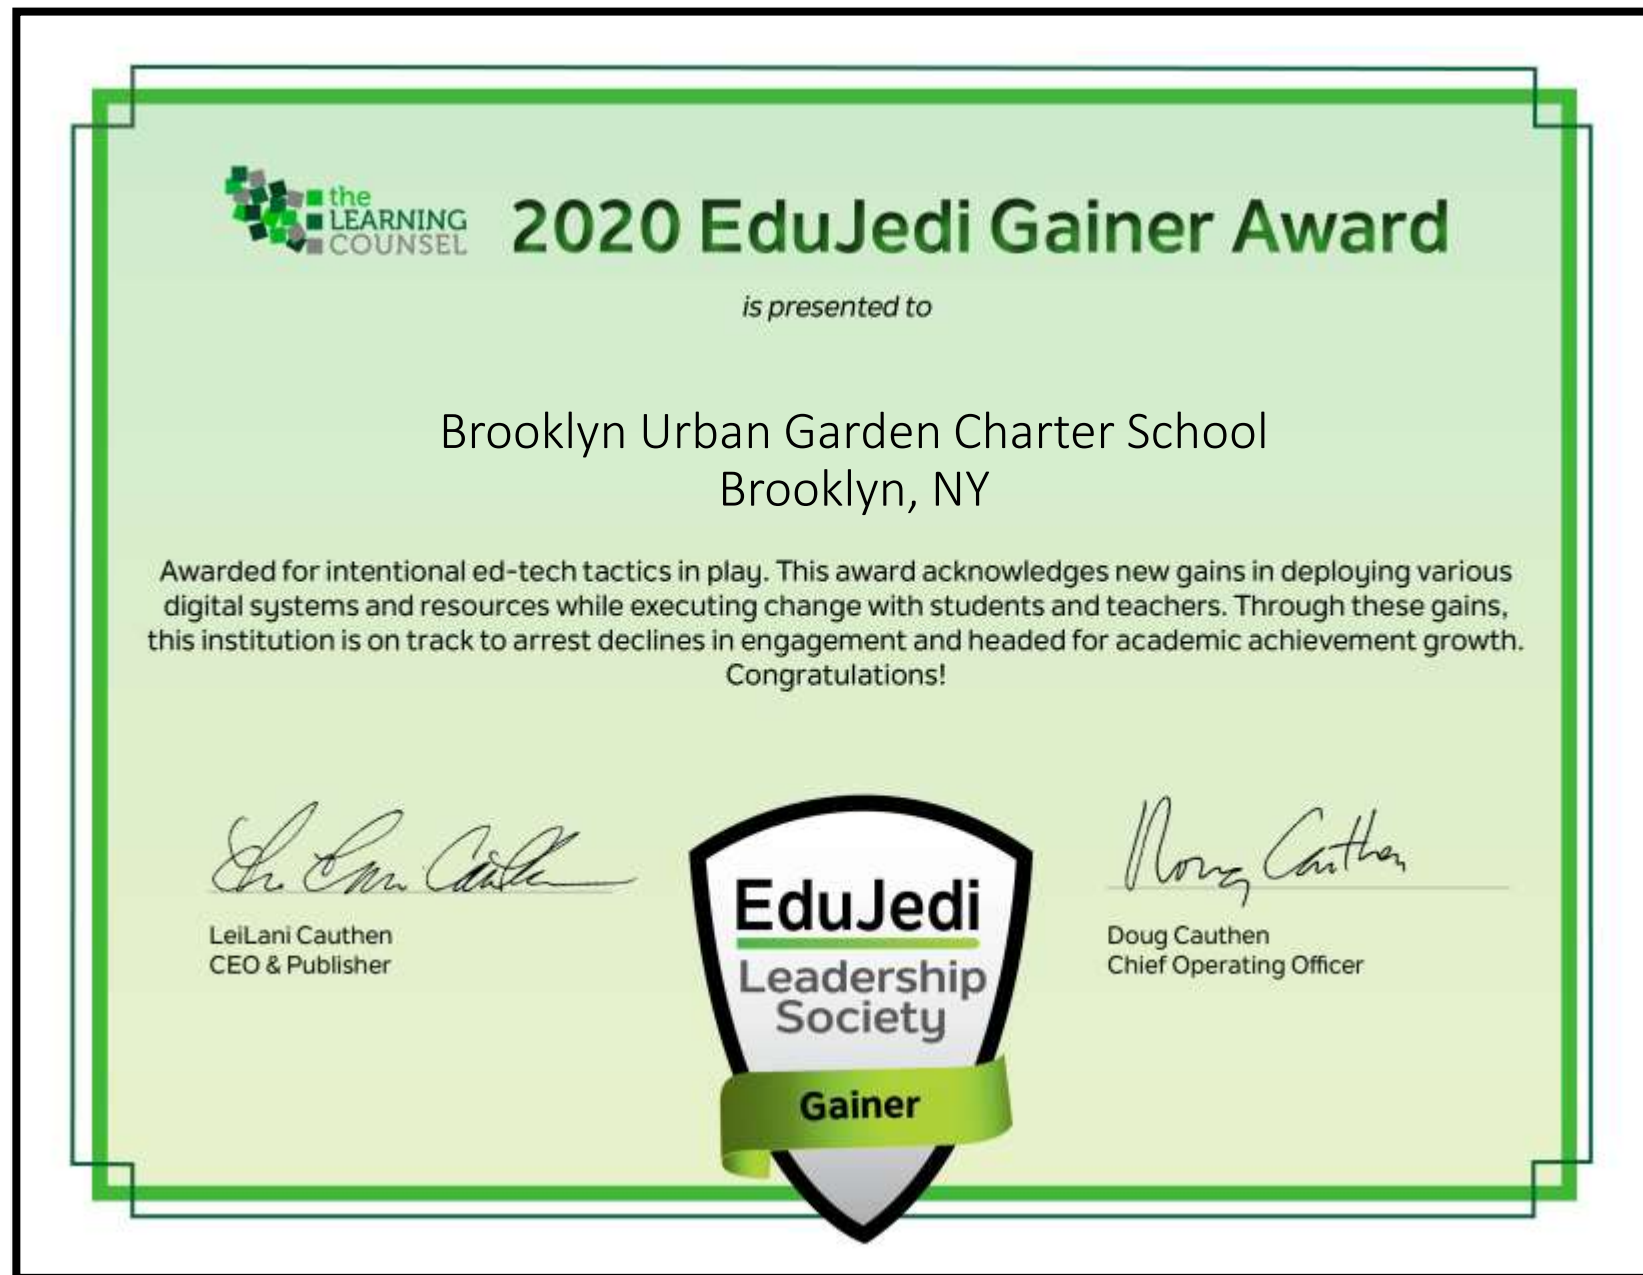 the
LEARNING
COUNSEL
2020 EduJedi Gainer Award
is presented to
Brooklyn Urban Garden Charter School
Brooklyn, NY
Awarded for intentional ed-tech tactics in play. This award acknowledges new gains in deploying various
digital systems and resources while executing change with students and teachers. Through these gains,
this institution is on track to arrest declines in engagement and headed for academic achievement growth.
Congratulations!
LeiLani Cauthen
CEO & Publisher
EduJedi
Leadership
Society
Gainer
Doug Cauthen
Doug Cauthen
Chief Operating Officer